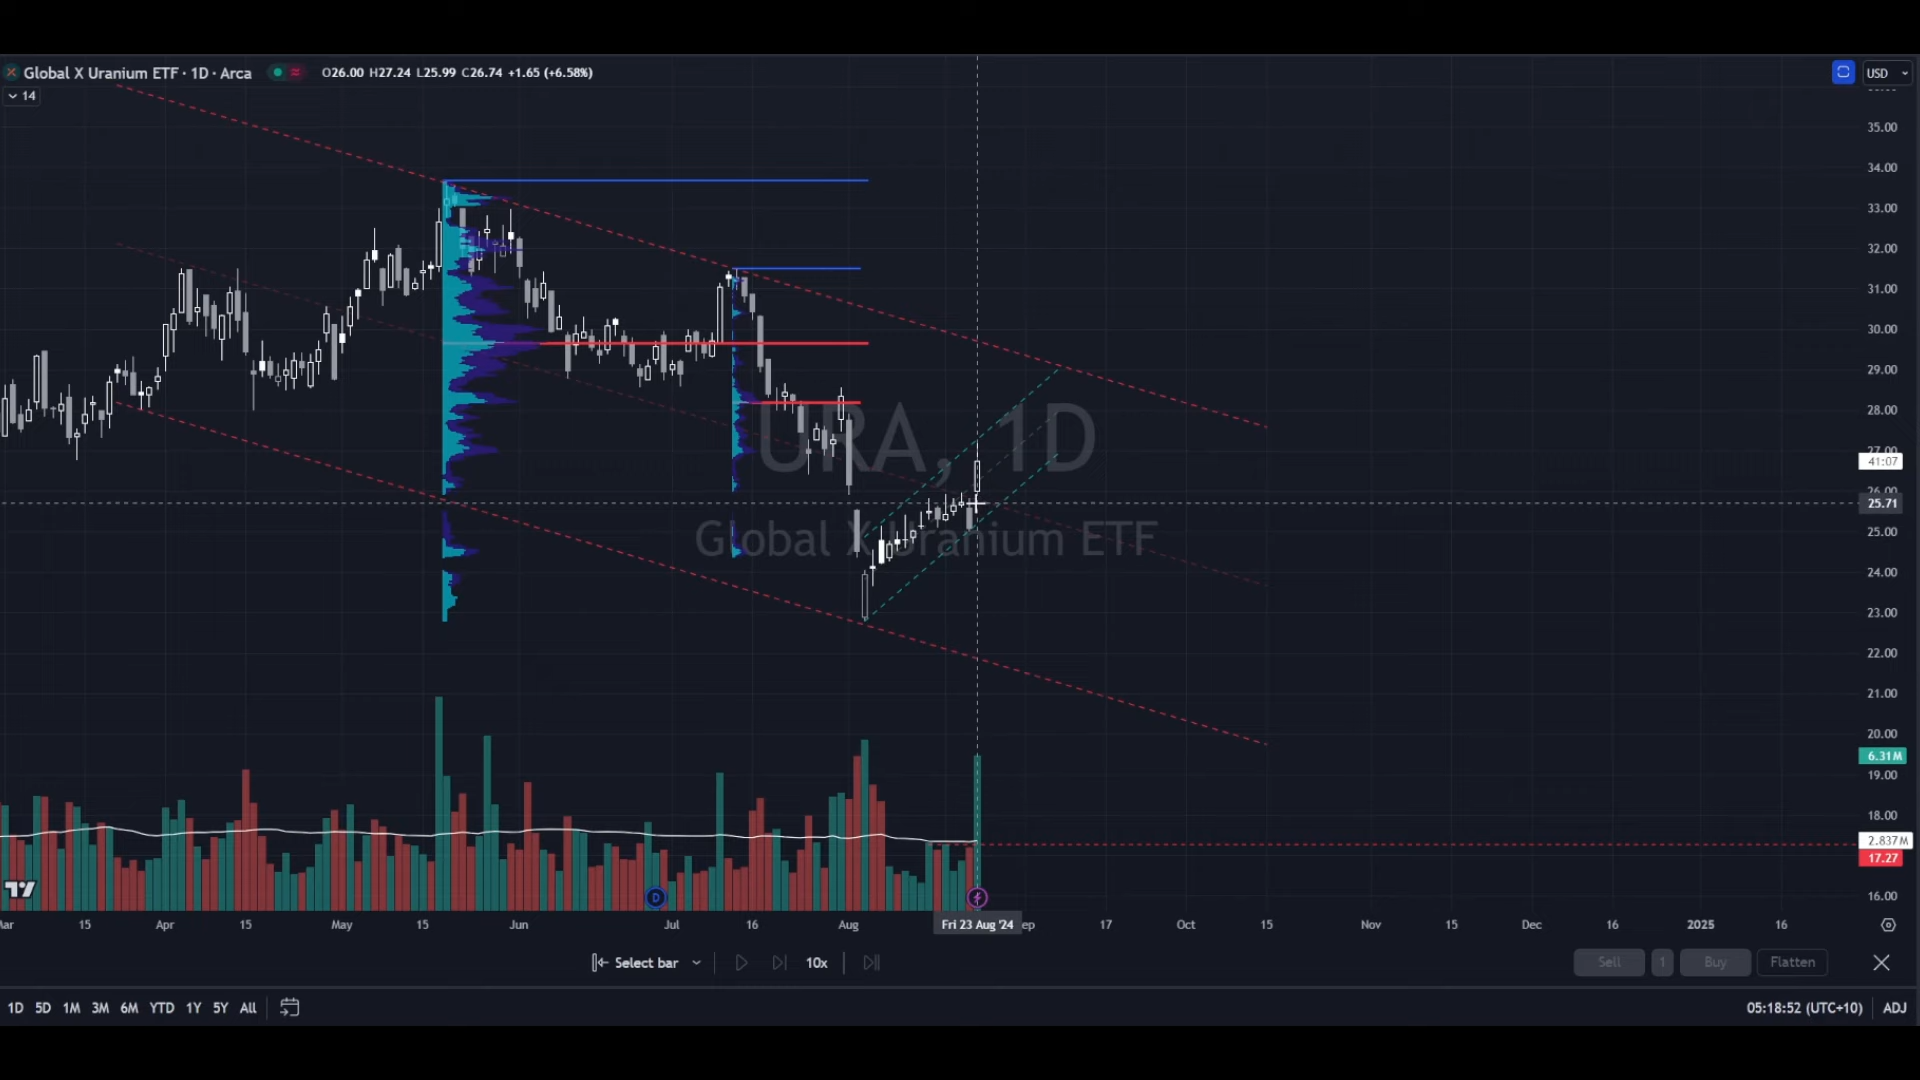 Global X Uranium ETF · 1D · Arca O26.00 H27.24 L25.99 C26.74 +1.65 (+6.58%)
USD
14
35.00
34.00
33.00
32.00
31.00
30.00
29.00
28.00
27.00
41:07
26.00
25.71
25.00
24.00
23.00
22.00
21.00
20.00
6.31M
19.00
18.00
2.837M
17.27
16.00
URA, 1D
Global X Uranium ETF
D
15 Apr 15 May 15 Jun Jul 16 Aug Fri 23 Aug '24 17 Oct 15 Nov 15 Dec 16 2025 16
Select bar 10x Sell 1 Buy Flatten
1D 5D 1M 3M 6M YTD 1Y 5Y All 05:18:52 (UTC+10) ADJ